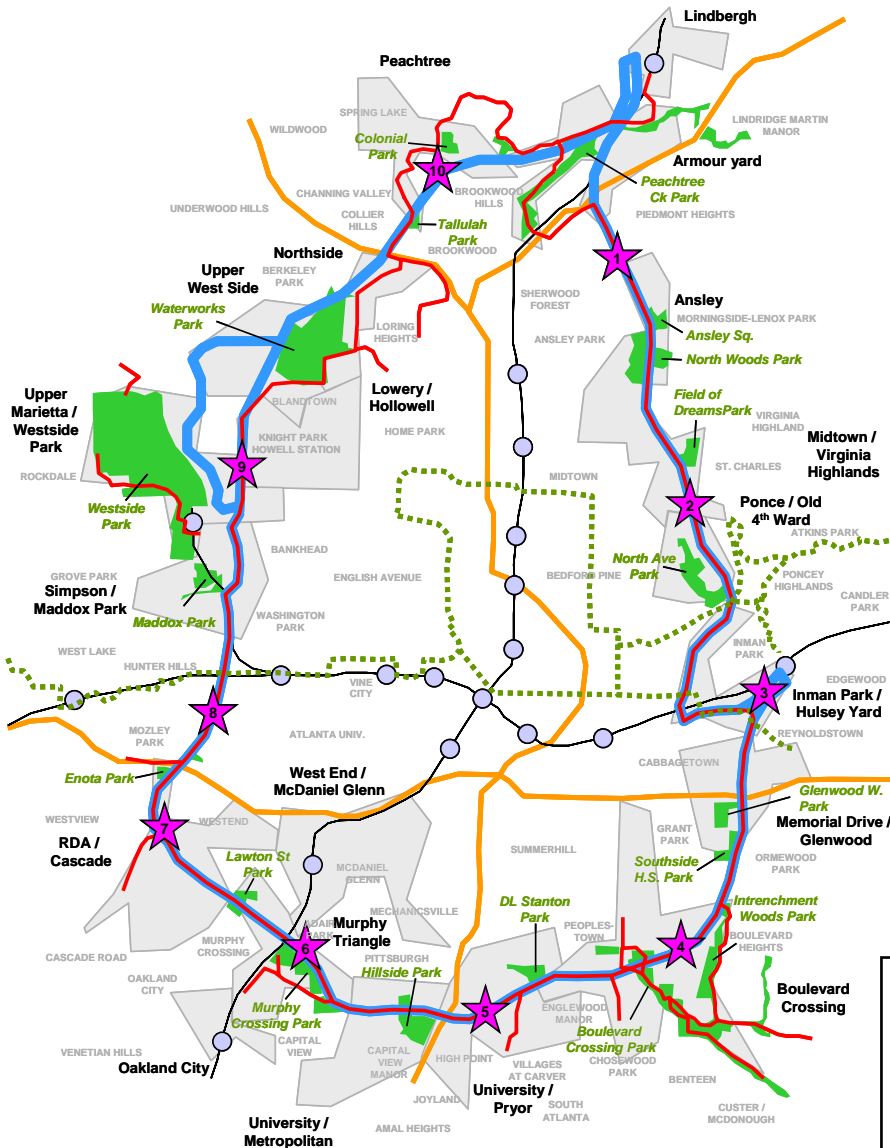 Lindbergh
Peachtree
SPRING LAKE
WILDWOOD
Colonial
Park
LINDRIDGE MARTIN
MANOR
Armour yard
10
Peachtree
Ck Park
CHANNING VALLEY
BROOKWOOD
HILLS
UNDERWOOD HILLS
COLLIER
HILLS
Tallulah
Park
PIEDMONT HEIGHTS
Northside
BROOKWOOD
1
Upper
West Side
BERKELEY
PARK
Waterworks
Park
SHERWOOD
FOREST
Ansley
MORNINGSIDE-LENOX PARK
Ansley Sq.
LORING
HEIGHTS
ANSLEY PARK
North Woods Park
Upper
Marietta /
Westside
Park
Lowery /
Hollowell
Field of
DreamsPark
BLANDTOWN
VIRGINIA
HIGHLAND
HOME PARK
KNIGHT PARK
HOWELL STATION
Midtown /
Virginia
Highlands
9
ST. CHARLES
ROCKDALE
MIDTOWN
Westside
Park
2
Ponce / Old
4th Ward
ATKINS PARK
BANKHEAD
North Ave
Park
GROVE PARK
ENGLISH AVENUE
BEDFORD PINE
PONCEY
HIGHLANDS
Simpson /
Maddox Park
CANDLER
PARK
Maddox Park
WASHINGTON
PARK
INMAN
PARK
WEST LAKE
HUNTER HILLS
VINE
CITY
EDGEWOOD
3
Inman Park /
Hulsey Yard
8
MOZLEY
PARK
ATLANTA UNIV.
REYNOLDSTOWN
CABBAGETOWN
Enota Park
West End /
McDaniel Glenn
Glenwood W.
Park
WESTVIEW
WESTEND
7
Memorial Drive /
Glenwood
GRANT
PARK
RDA /
Cascade
SUMMERHILL
Lawton St
Park
MCDANIEL
GLENN
Southside
H.S. Park
ORMEWOOD
PARK
DL Stanton
Park
Intrenchment
Woods Park
MECHANICSVILLE
ADAIR
PARK
Murphy
Triangle
PEOPLES-
TOWN
BOULEVARD
HEIGHTS
MURPHY
CROSSING
6
4
CASCADE ROAD
PITTSBURGH
Hillside Park
OAKLAND
CITY
Boulevard
Crossing
Murphy
Crossing Park
5
ENGLEWOOD
MANOR
Boulevard
Crossing Park
CAPITAL
VIEW
VENETIAN HILLS
CAPITAL
VIEW
MANOR
HIGH POINT
VILLAGES
AT CARVER
CHOSEWOOD
PARK
Oakland City
BENTEEN
University /
Pryor
JOYLAND
SOUTH
ATLANTA
CUSTER /
MCDONOUGH
University /
Metropolitan
AMAL HEIGHTS